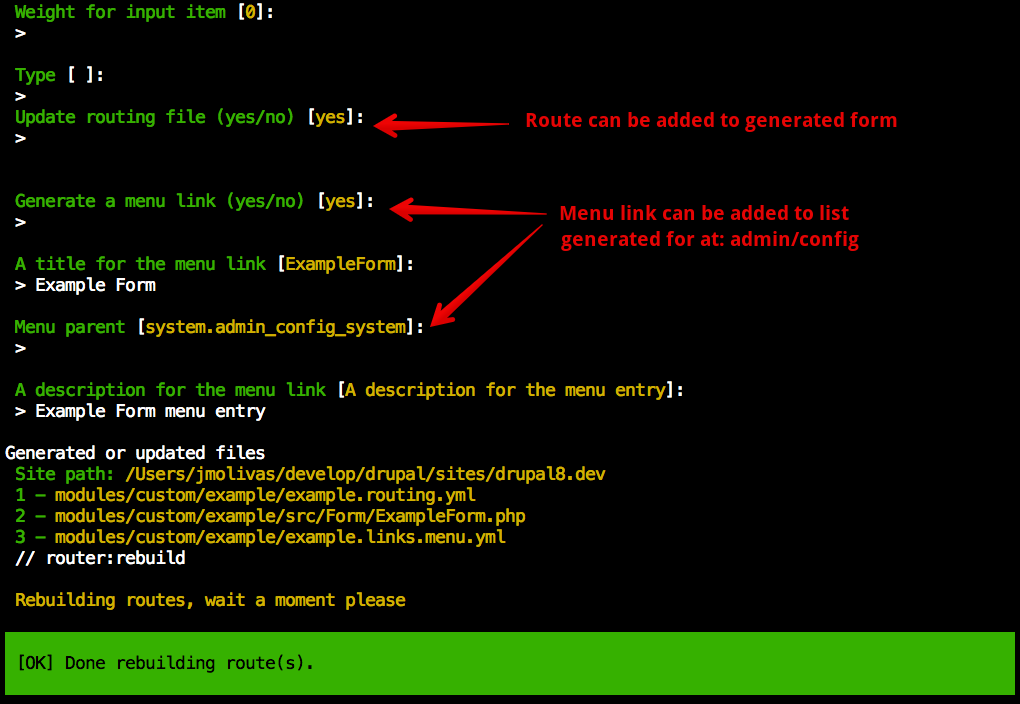 Weight for input item [0]:
>
Type [ ]:
>
Update routing file (yes/no) [yes]:
Route can be added to generated form
>
Generate a menu link (yes/no) [yes]:
Menu link can be added to list
>
generated for at: admin/config
A title for the menu link [ExampleForm]:
> Example Form
Menu parent [system.admin_config_system]:
>
A description for the menu link [A description for the menu entry]:
> Example Form menu entry
Generated or updated files
Site path: /Users/jmolivas/develop/drupal/sites/drupal8.dev
1 – modules/custom/example/example.routing.yml
2 – modules/custom/example/src/Form/ExampleForm.php
3 – modules/custom/example/example.links.menu.yml
// router:rebuild
Rebuilding routes, wait a moment please
[OK] Done rebuilding route(s).